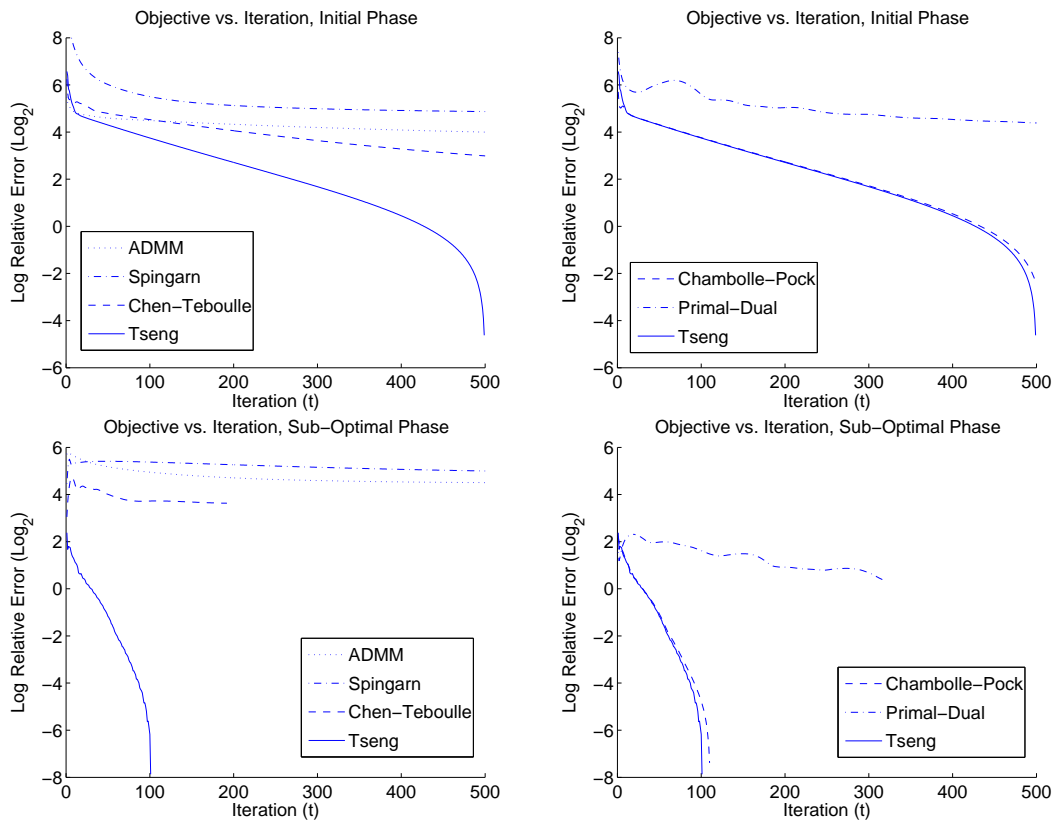 Objective vs. Iteration, Initial Phase
Log Relative Error (Log2)
8
6
4
2
0
−2
−4
−6
ADMM
Spingarn
Chen−Teboulle
Tseng
0 100 200 300 400 500
Iteration (t)
Objective vs. Iteration, Initial Phase
Log Relative Error (Log2)
8
6
4
2
0
−2
−4
−6
Chambolle−Pock
Primal−Dual
Tseng
0 100 200 300 400 500
Iteration (t)
Objective vs. Iteration, Sub−Optimal Phase
Log Relative Error (Log2)
6
4
2
0
−2
−4
−6
−8
ADMM
Spingarn
Chen−Teboulle
Tseng
0 100 200 300 400 500
Iteration (t)
Objective vs. Iteration, Sub−Optimal Phase
Log Relative Error (Log2)
6
4
2
0
−2
−4
−6
−8
Chambolle−Pock
Primal−Dual
Tseng
0 100 200 300 400 500
Iteration (t)